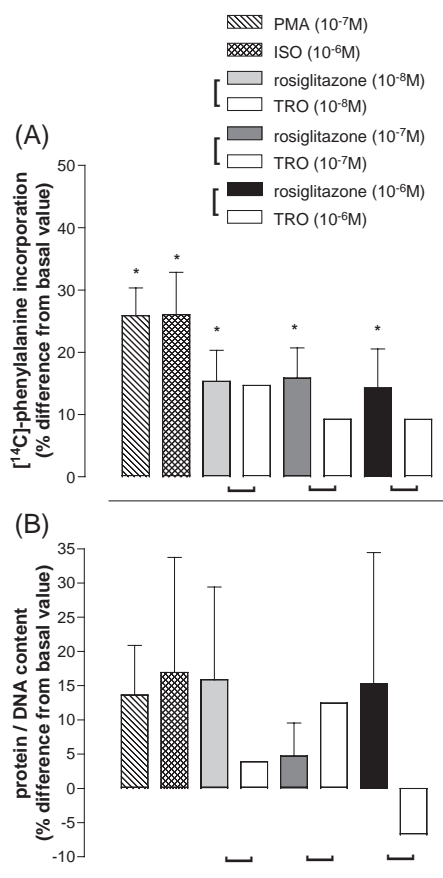 PMA (10⁻⁷M)
ISO (10⁻⁶M)
rosiglitazone (10⁻⁸M)
TRO (10⁻⁸M)
rosiglitazone (10⁻⁷M)
TRO (10⁻⁷M)
rosiglitazone (10⁻⁶M)
TRO (10⁻⁶M)
(A)
[¹⁴C]-phenylalanine incorporation
(% difference from basal value)
50
40
30
20
10
0
* * * * *
(B)
protein / DNA content
(% difference from basal value)
35
30
25
20
15
10
5
0
-5
-10